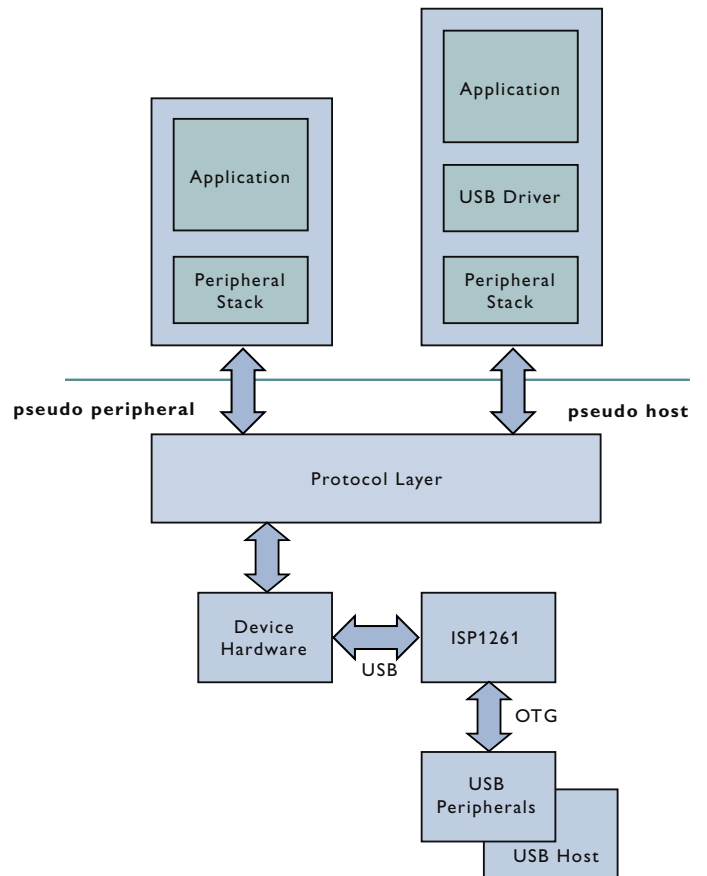 Application
Application
USB Driver
Peripheral
Stack
Peripheral
Stack
pseudo peripheral
pseudo host
Protocol Layer
Device
Hardware
USB
ISP1261
OTG
USB
Peripherals
USB Host